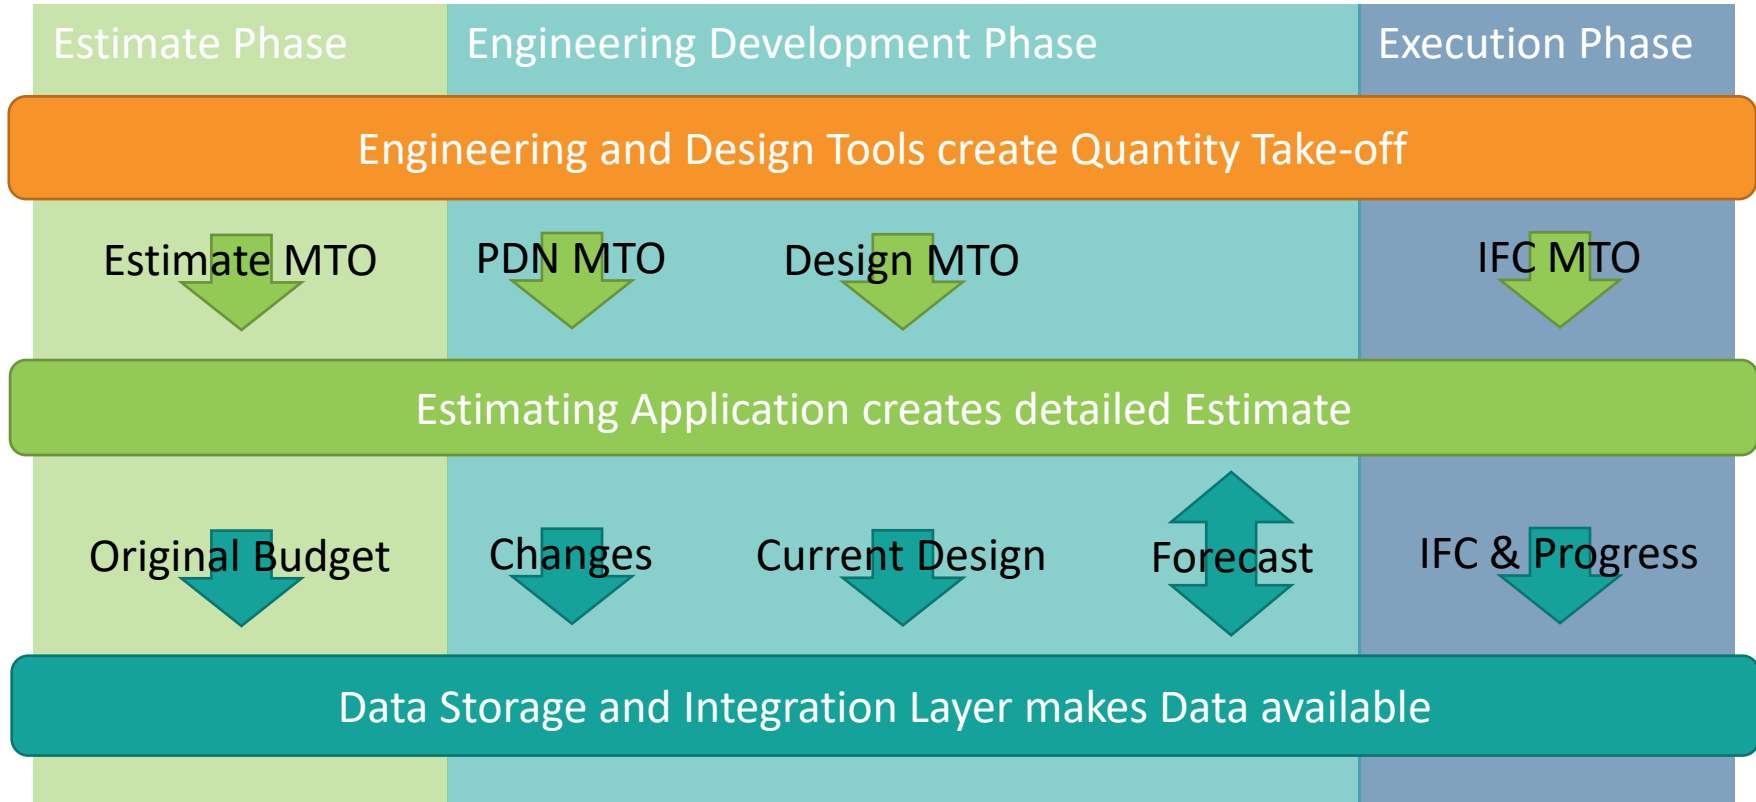 Estimate Phase
Engineering Development Phase
Execution Phase
Engineering and Design Tools create Quantity Take-off
Estimate MTO
PDN MTO
Design MTO
IFC MTO
Estimating Application creates detailed Estimate
Original Budget
Changes
Current Design
Forecast
IFC & Progress
Data Storage and Integration Layer makes Data available